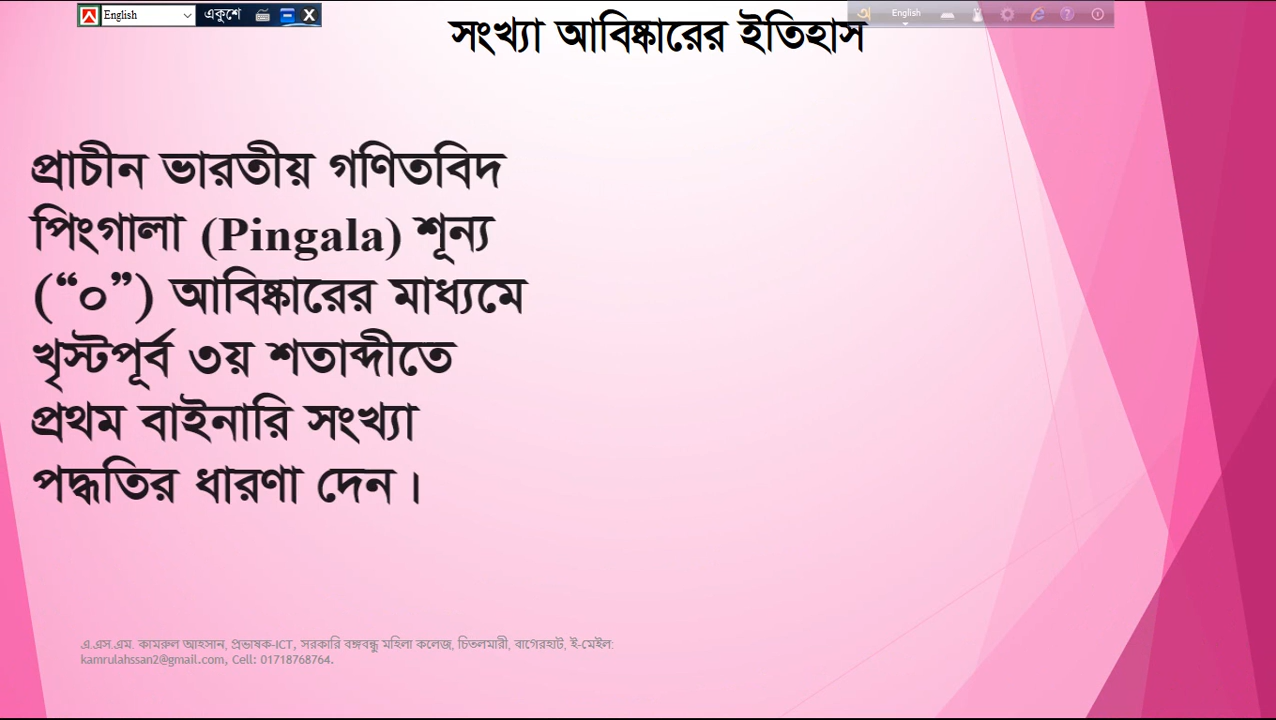 English একুশে X
English
সংখ্যা আবিষ্কারের ইতিহাস
প্রাচীন ভারতীয় গণিতবিদ
পিংগালা (Pingala) শূন্য
(“০”) আবিষ্কারের মাধ্যমে
খৃস্টপূর্ব ৩য় শতাব্দীতে
প্রথম বাইনারি সংখ্যা
পদ্ধতির ধারণা দেন।
এ.এস.এম. কামরুল আহসান, প্রভাষক-ICT, সরকারি বঙ্গবন্ধু মহিলা কলেজ, চিতলমারী, বাগেরহাট, ই-মেইল:
kamrulahssan2@gmail.com, Cell: 01718768764.